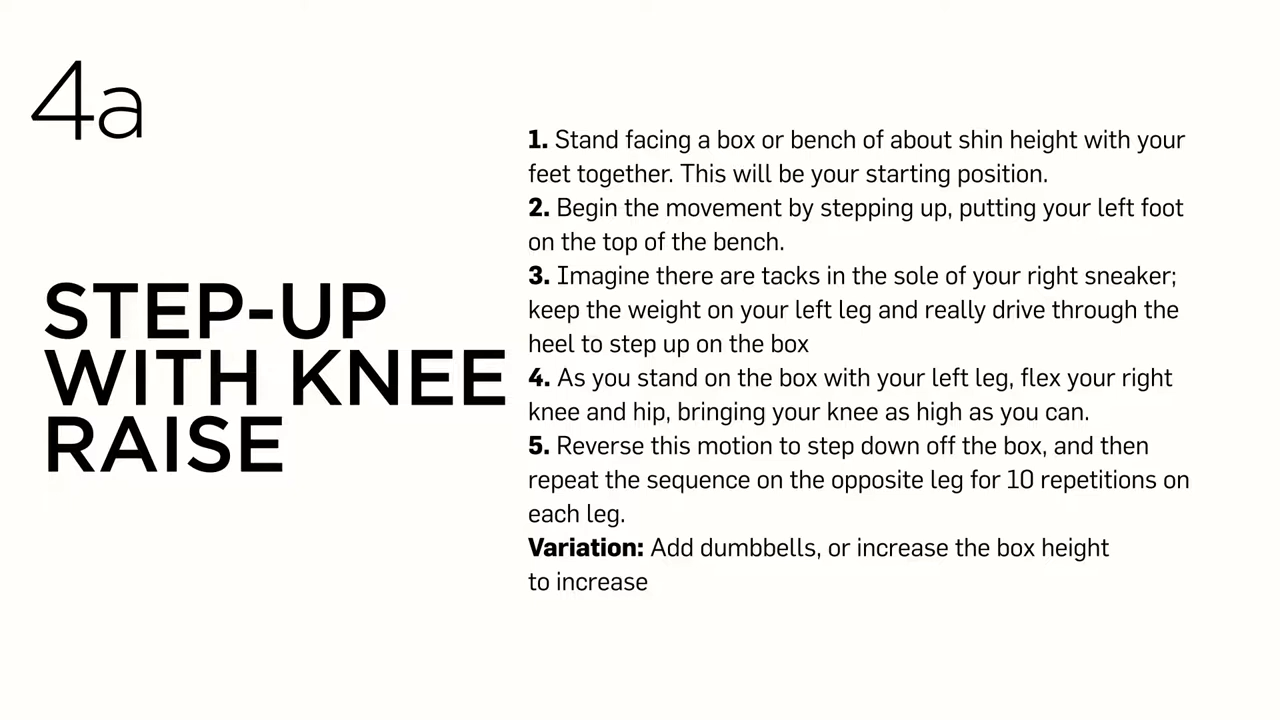 4a
STEP-UP
WITH KNEE
RAISE
1. Stand facing a box or bench of about shin height with your
feet together. This will be your starting position.
2. Begin the movement by stepping up, putting your left foot
on the top of the bench.
3. Imagine there are tacks in the sole of your right sneaker;
keep the weight on your left leg and really drive through the
heel to step up on the box
4. As you stand on the box with your left leg, flex your right
knee and hip, bringing your knee as high as you can.
5. Reverse this motion to step down off the box, and then
repeat the sequence on the opposite leg for 10 repetitions on
each leg.
Variation: Add dumbbells, or increase the box height
to increase